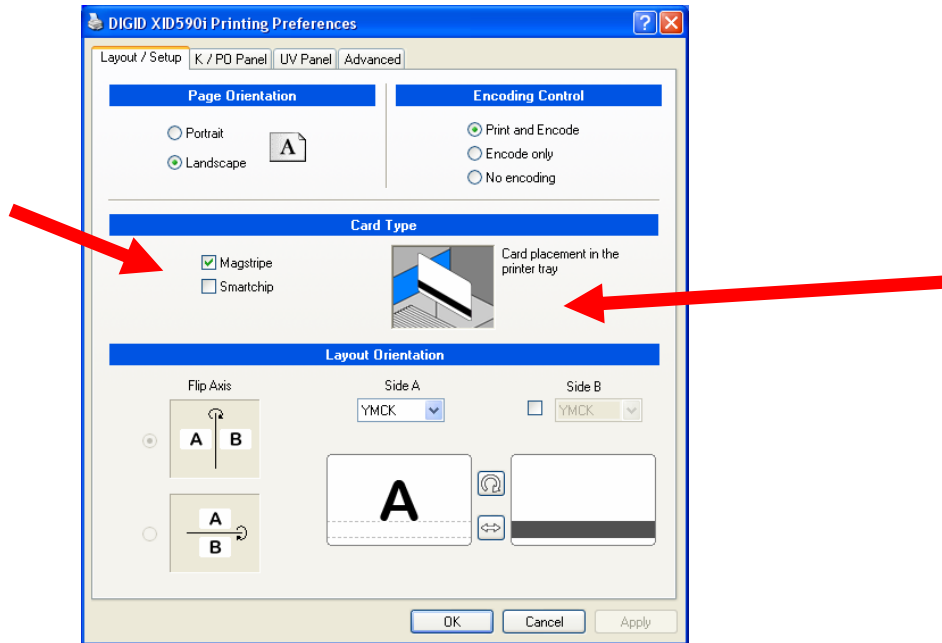 DIGID XID590i Printing Preferences
Layout / Setup K / PO Panel UV Panel Advanced
Page Orientation
Portrait
Landscape
A
Encoding Control
Print and Encode
Encode only
No encoding
Card Type
Magstripe
Smartchip
Card placement in the
printer tray
Layout Orientation
Flip Axis
A B
A
B
Side A
YMCK
Side B
YMCK
A
OK Cancel Apply